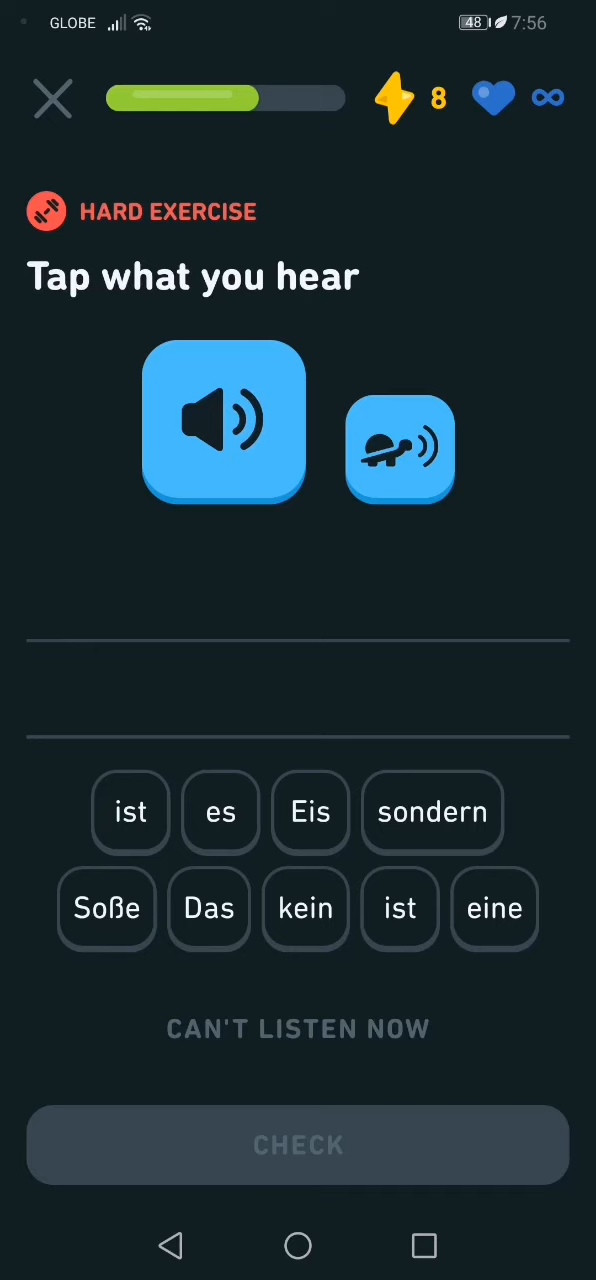 GLOBE 48 7:56
8 ∞
HARD EXERCISE
Tap what you hear
ist es Eis sondern
Soße Das kein ist eine
CAN'T LISTEN NOW
CHECK